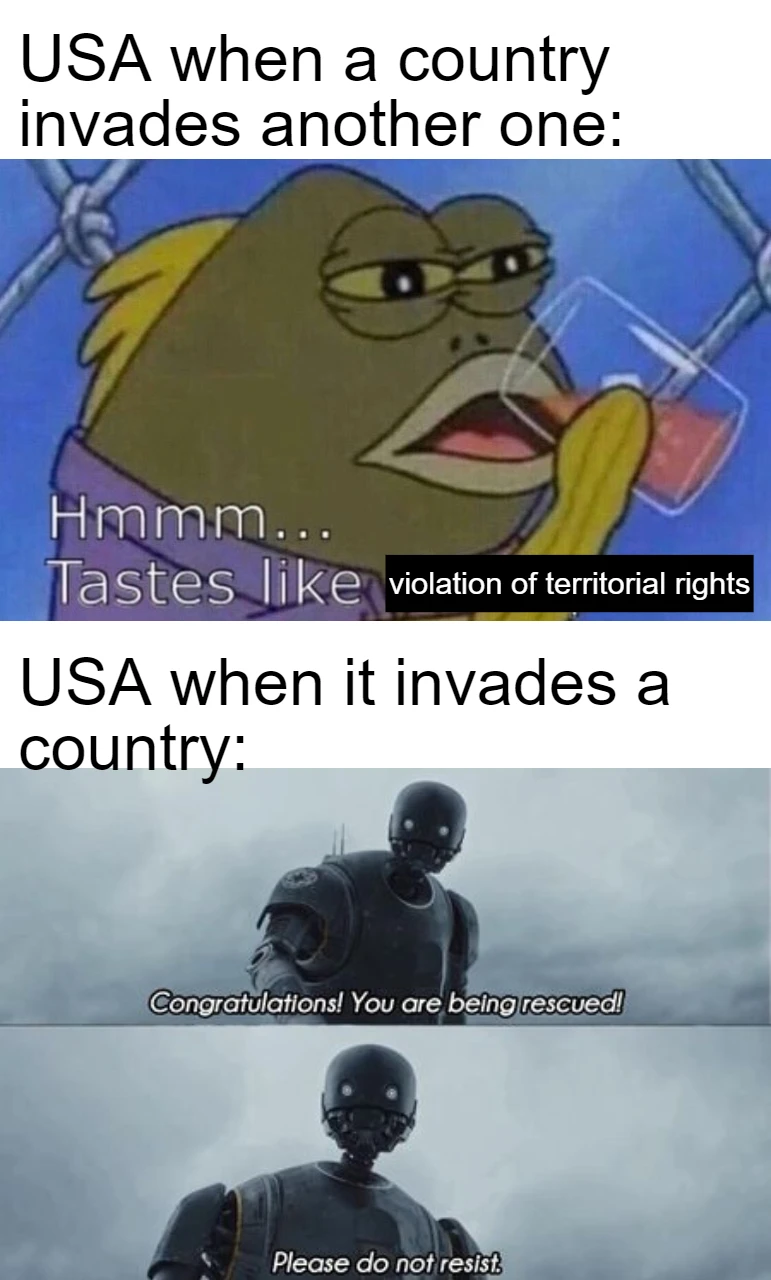 USA when a country
invades another one:
Hmmm...
Tastes like violation of territorial rights
USA when it invades a
country:
Congratulations! You are being rescued!
Please do not resist.